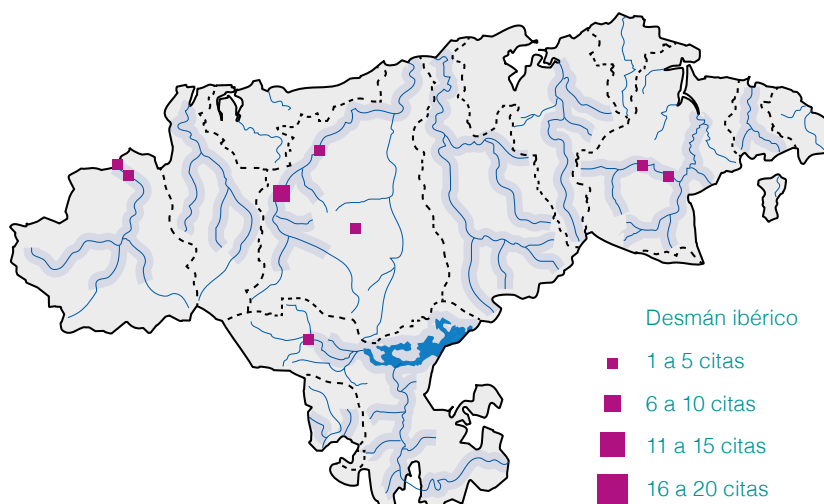 Desmán ibérico
1 a 5 citas
6 a 10 citas
11 a 15 citas
16 a 20 citas